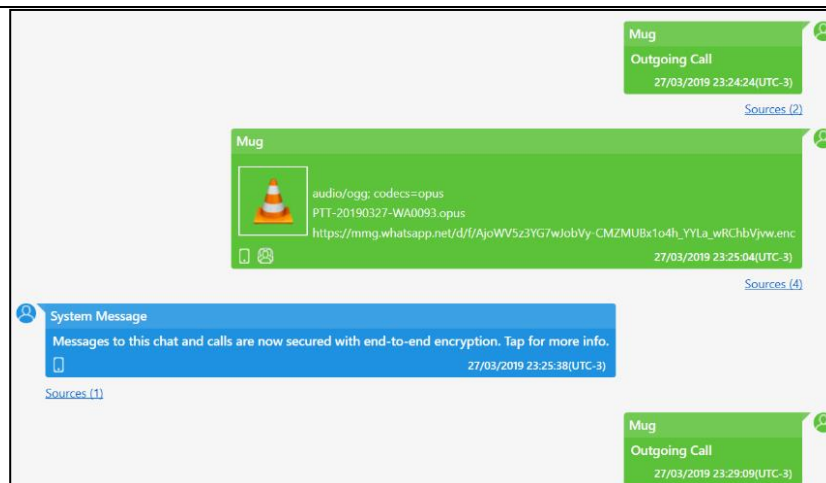 Mug
Outgoing Call
27/03/2019 23:24:24(UTC-3)
Sources (2)
Mug
audio/ogg; codecs=opus
PTT-20190327-WA0093.opus
https://mmg.whatsapp.net/d/f/AjoWV5z3YG7wJobVy-CMZMUBx1o4h_YYLa_wRChbVjvw.enc
27/03/2019 23:25:04(UTC-3)
Sources (4)
System Message
Messages to this chat and calls are now secured with end-to-end encryption. Tap for more info.
27/03/2019 23:25:38(UTC-3)
Sources (1)
Mug
Outgoing Call
27/03/2019 23:29:09(UTC-3)